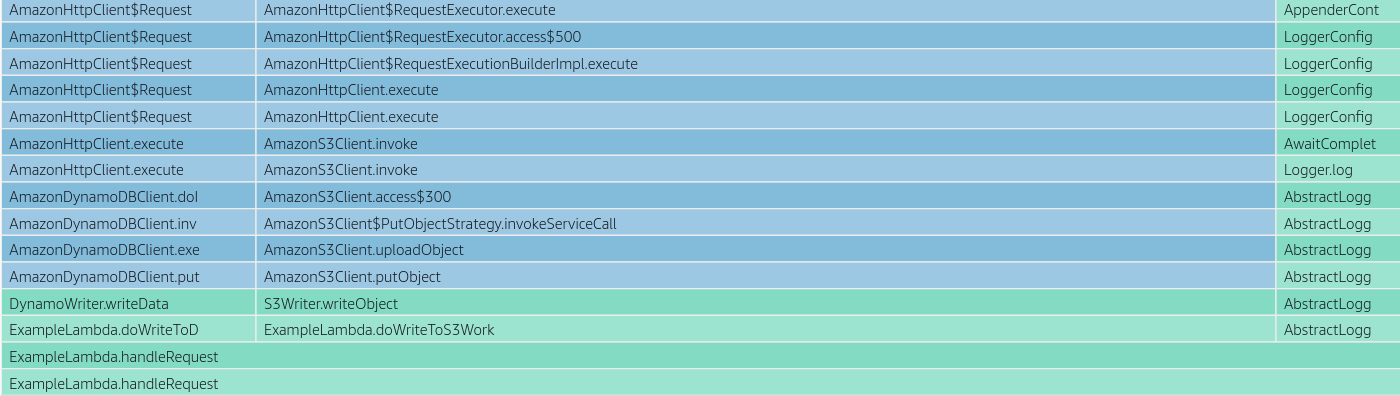 AmazonHttpClient$Request AmazonHttpClient$RequestExecutor.execute AppenderCont
AmazonHttpClient$Request AmazonHttpClient$RequestExecutor.access$500 LoggerConfig
AmazonHttpClient$Request AmazonHttpClient$RequestExecutionBuilderImpl.execute LoggerConfig
AmazonHttpClient$Request AmazonHttpClient.execute LoggerConfig
AmazonHttpClient$Request AmazonHttpClient.execute LoggerConfig
AmazonHttpClient.execute AmazonS3Client.invoke AwaitComplet
AmazonHttpClient.execute AmazonS3Client.invoke Logger.log
AmazonDynamoDBClient.doI AmazonS3Client.access$300 AbstractLogg
AmazonDynamoDBClient.inv AmazonS3Client$PutObjectStrategy.invokeServiceCall AbstractLogg
AmazonDynamoDBClient.exe AmazonS3Client.uploadObject AbstractLogg
AmazonDynamoDBClient.put AmazonS3Client.putObject AbstractLogg
DynamoWriter.writeData S3Writer.writeObject AbstractLogg
ExampleLambda.doWriteToD ExampleLambda.doWriteToS3Work AbstractLogg
ExampleLambda.handleRequest
ExampleLambda.handleRequest